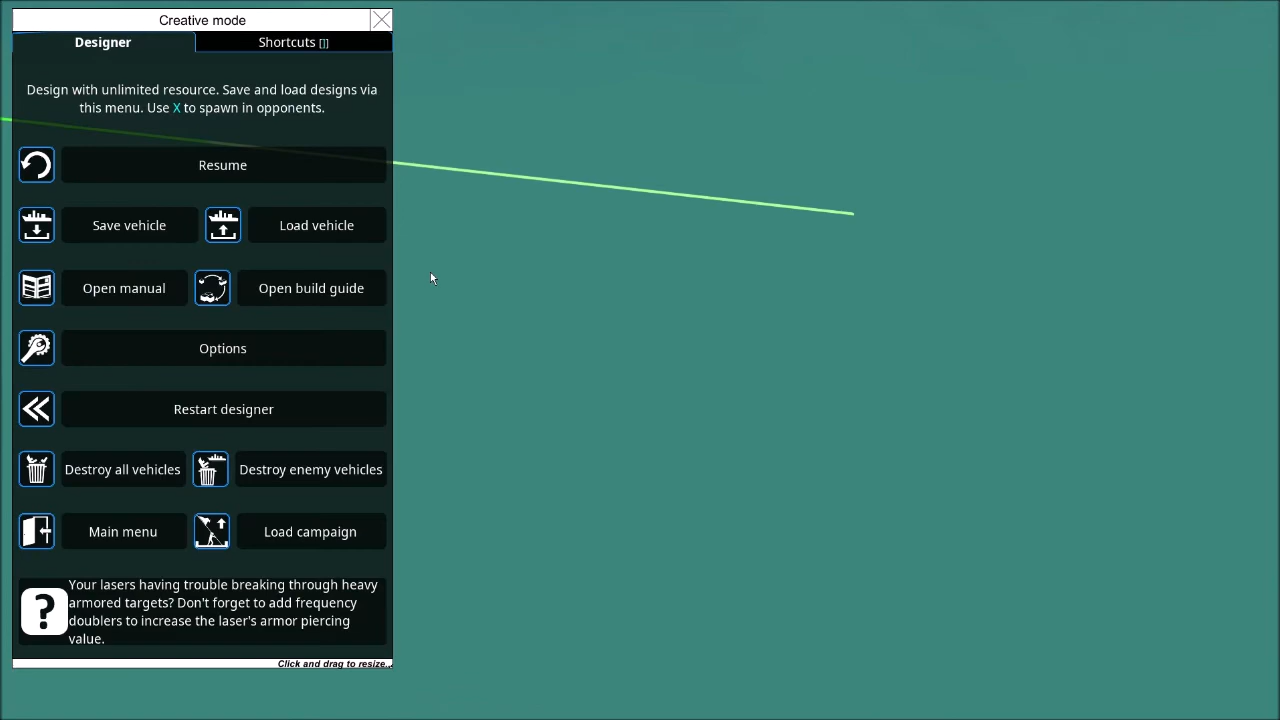 Creative mode
Designer
Shortcuts []]
Design with unlimited resource. Save and load designs via
this menu. Use X to spawn in opponents.
Resume
Save vehicle
Load vehicle
Open manual
Open build guide
Options
Restart designer
Destroy all vehicles
Destroy enemy vehicles
Main menu
Load campaign
?
Your lasers having trouble breaking through heavy
armored targets? Don't forget to add frequency
doublers to increase the laser's armor piercing
value.
Click and drag to resize..